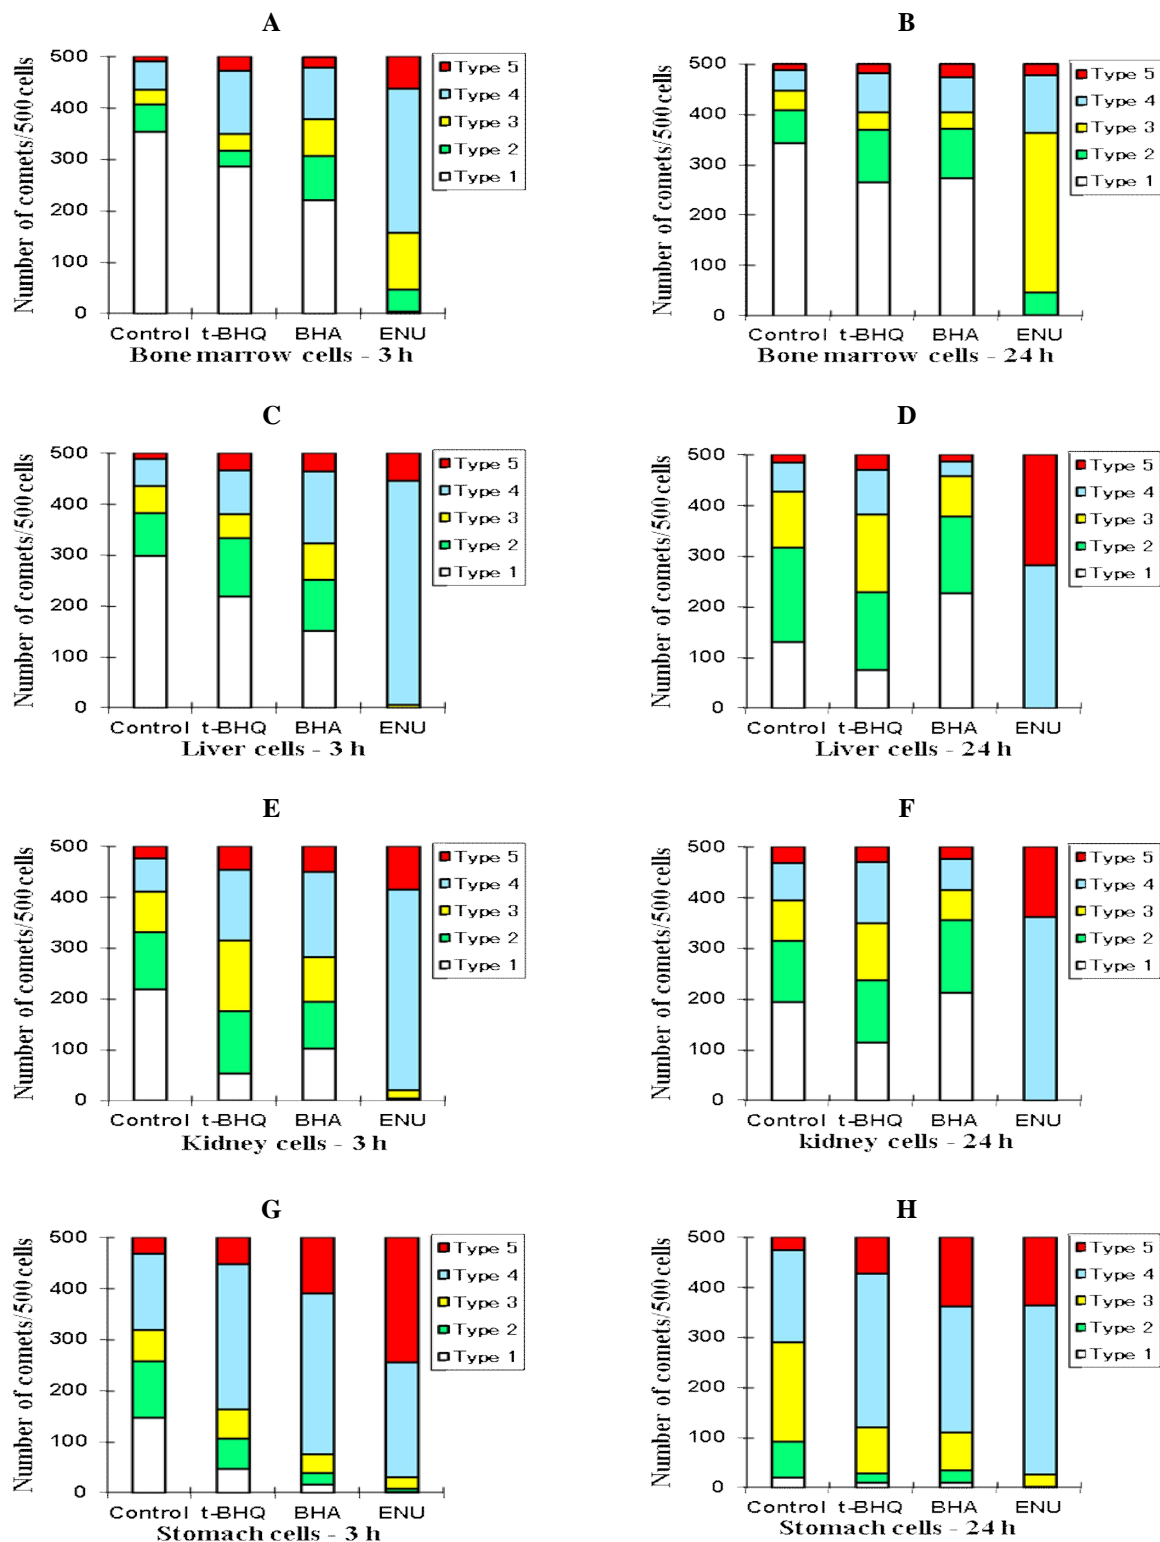 A
Number of comets/500 cells
500
400
300
200
100
0
Type 5
Type 4
Type 3
Type 2
Type 1
Control t-BHQ BHA ENU
Bone marrow cells - 3 h
B
Number of comets/500 cells
500
400
300
200
100
0
Type 5
Type 4
Type 3
Type 2
Type 1
Control t-BHQ BHA ENU
Bone marrow cells - 24 h
C
Number of comets/500 cells
500
400
300
200
100
0
Type 5
Type 4
Type 3
Type 2
Type 1
Control t-BHQ BHA ENU
Liver cells - 3 h
D
Number of comets/500 cells
500
400
300
200
100
0
Type 5
Type 4
Type 3
Type 2
Type 1
Control t-BHQ BHA ENU
Liver cells - 24 h
E
Number of comets/500 cells
500
400
300
200
100
0
Type 5
Type 4
Type 3
Type 2
Type 1
Control t-BHQ BHA ENU
Kidney cells - 3 h
F
Number of comets/500 cells
500
400
300
200
100
0
Type 5
Type 4
Type 3
Type 2
Type 1
Control t-BHQ BHA ENU
kidney cells - 24 h
G
Number of comets/500 cells
500
400
300
200
100
0
Type 5
Type 4
Type 3
Type 2
Type 1
Control t-BHQ BHA ENU
Stomach cells - 3 h
H
Number of comets/500 cells
500
400
300
200
100
0
Type 5
Type 4
Type 3
Type 2
Type 1
Control t-BHQ BHA ENU
Stomach cells - 24 h